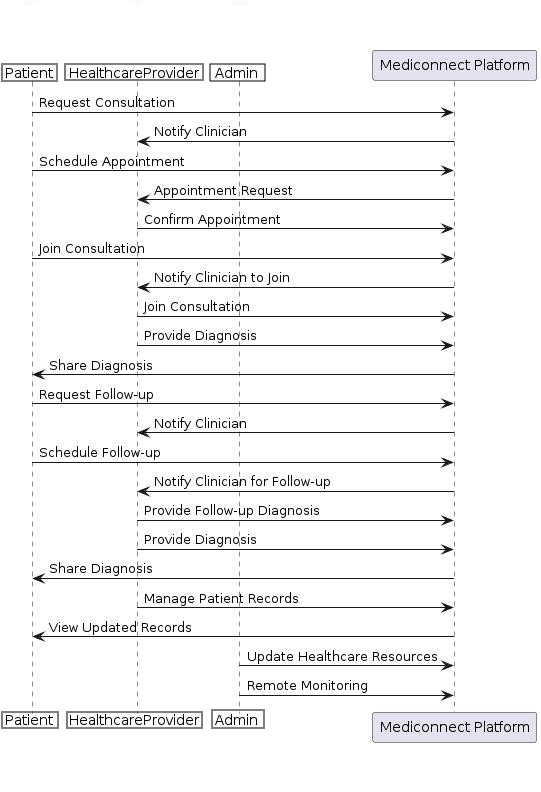 Mediconnect Platform
Patient HealthcareProvider Admin
Request Consultation
Notify Clinician
Schedule Appointment
Appointment Request
Confirm Appointment
Join Consultation
Notify Clinician to Join
Join Consultation
Provide Diagnosis
Share Diagnosis
Request Follow-up
Notify Clinician
Schedule Follow-up
Notify Clinician for Follow-up
Provide Follow-up Diagnosis
Provide Diagnosis
Share Diagnosis
Manage Patient Records
View Updated Records
Update Healthcare Resources
Remote Monitoring
Patient HealthcareProvider Admin
Mediconnect Platform